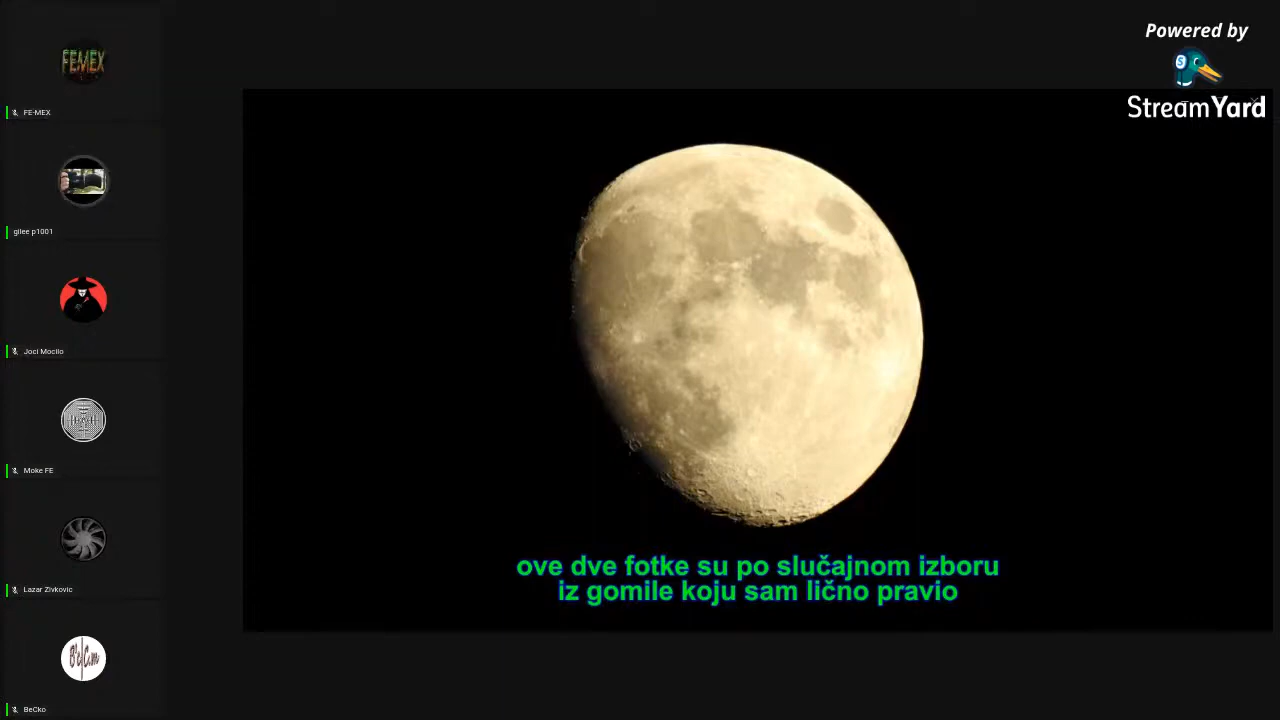 Powered by
StreamYard
FEMEX
FE-MEX
gilee p1001
Joci Mocilo
Moke FE
Lazar Zivkovic
BeCko
ove dve fotke su po slučajnom izboru
iz gomile koju sam lično pravio